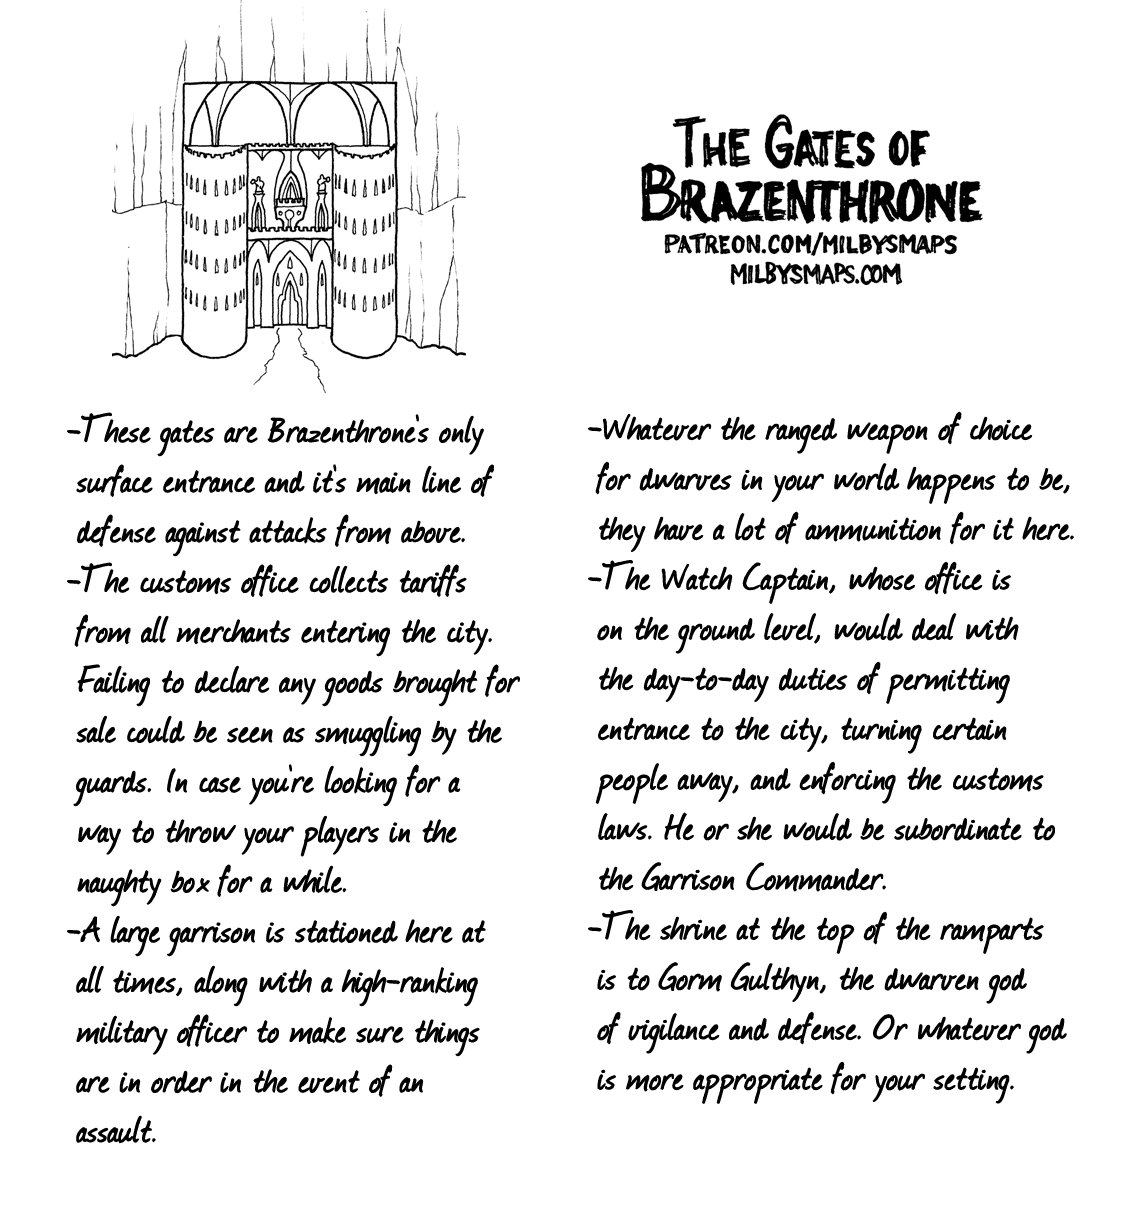 THE GATES OF
BRAZENTHRONE
PATREON.COM/MILBYSMAPS
MILBYSMAPS.COM
-These gates are Brazenthrone's only
surface entrance and it's main line of
defense against attacks from above.
-The customs office collects tariffs
from all merchants entering the city.
Failing to declare any goods brought for
sale could be seen as smuggling by the
guards. In case you're looking for a
way to throw your players in the
naughty box for a while.
-A large garrison is stationed here at
all times, along with a high-ranking
military officer to make sure things
are in order in the event of an
assault.
-Whatever the ranged weapon of choice
for dwarves in your world happens to be,
they have a lot of ammunition for it here.
-The Watch Captain, whose office is
on the ground level, would deal with
the day-to-day duties of permitting
entrance to the city, turning certain
people away, and enforcing the customs
laws. He or she would be subordinate to
the Garrison Commander.
-The shrine at the top of the ramparts
is to Gorm Gulthyn, the dwarven god
of vigilance and defense. Or whatever god
is more appropriate for your setting.